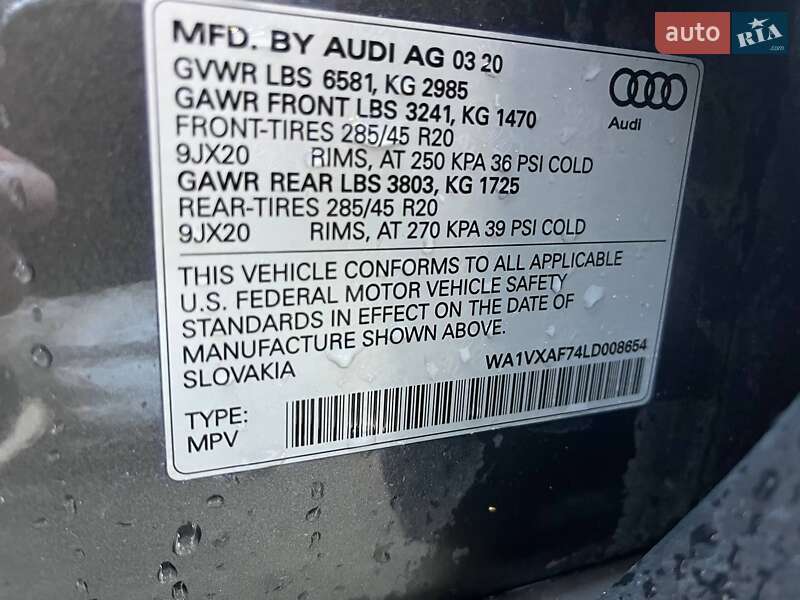 auto RIA.com
MFD. BY AUDI AG 03 20
GVWR LBS 6581, KG 2985
GAWR FRONT LBS 3241, KG 1470
FRONT-TIRES 285/45 R20
9JX20 RIMS, AT 250 KPA 36 PSI COLD
GAWR REAR LBS 3803, KG 1725
REAR-TIRES 285/45 R20
9JX20 RIMS, AT 270 KPA 39 PSI COLD
Audi
THIS VEHICLE CONFORMS TO ALL APPLICABLE
U.S. FEDERAL MOTOR VEHICLE SAFETY
STANDARDS IN EFFECT ON THE DATE OF
MANUFACTURE SHOWN ABOVE.
SLOVAKIA WA1VXAF74LD008654
TYPE:
MPV